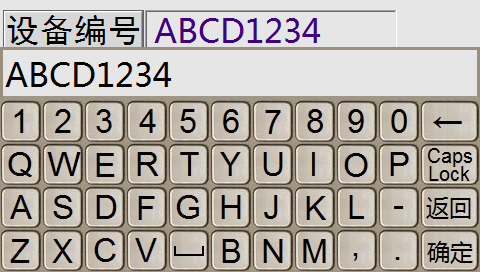 设备编号 ABCD1234
ABCD1234
1 2 3 4 5 6 7 8 9 0 ←
Q W E R T Y U I O P Caps Lock
A S D F G H J K L - 返回
Z X C V ⎵ B N M , . 确定